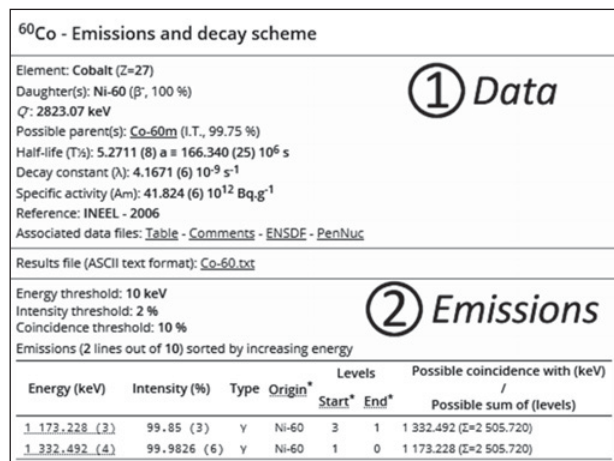 ⁶⁰Co - Emissions and decay scheme
Element: Cobalt (Z=27)
Daughter(s): Ni-60 (β⁻, 100 %)
Q⁻: 2823.07 keV
Possible parent(s): Co-60m (I.T., 99.75 %)
Half-life (T½): 5.2711 (8) a ≡ 166.340 (25) 10⁶ s
Decay constant (λ): 4.1671 (6) 10⁻⁹ s⁻¹
Specific activity (Am): 41.824 (6) 10¹² Bq.g⁻¹
Reference: INEEL - 2006
Associated data files: Table - Comments - ENSDF - PenNuc
① Data
Results file (ASCII text format): Co-60.txt
Energy threshold: 10 keV
Intensity threshold: 2 %
Coincidence threshold: 10 %
② Emissions
Emissions (2 lines out of 10) sorted by increasing energy
Energy (keV) Intensity (%) Type Origin* Levels Start* End* Possible coincidence with (keV) / Possible sum of (levels)
1 173.228 (3) 99.85 (3) γ Ni-60 3 1 1 332.492 (Σ=2 505.720)
1 332.492 (4) 99.9826 (6) γ Ni-60 1 0 1 173.228 (Σ=2 505.720)